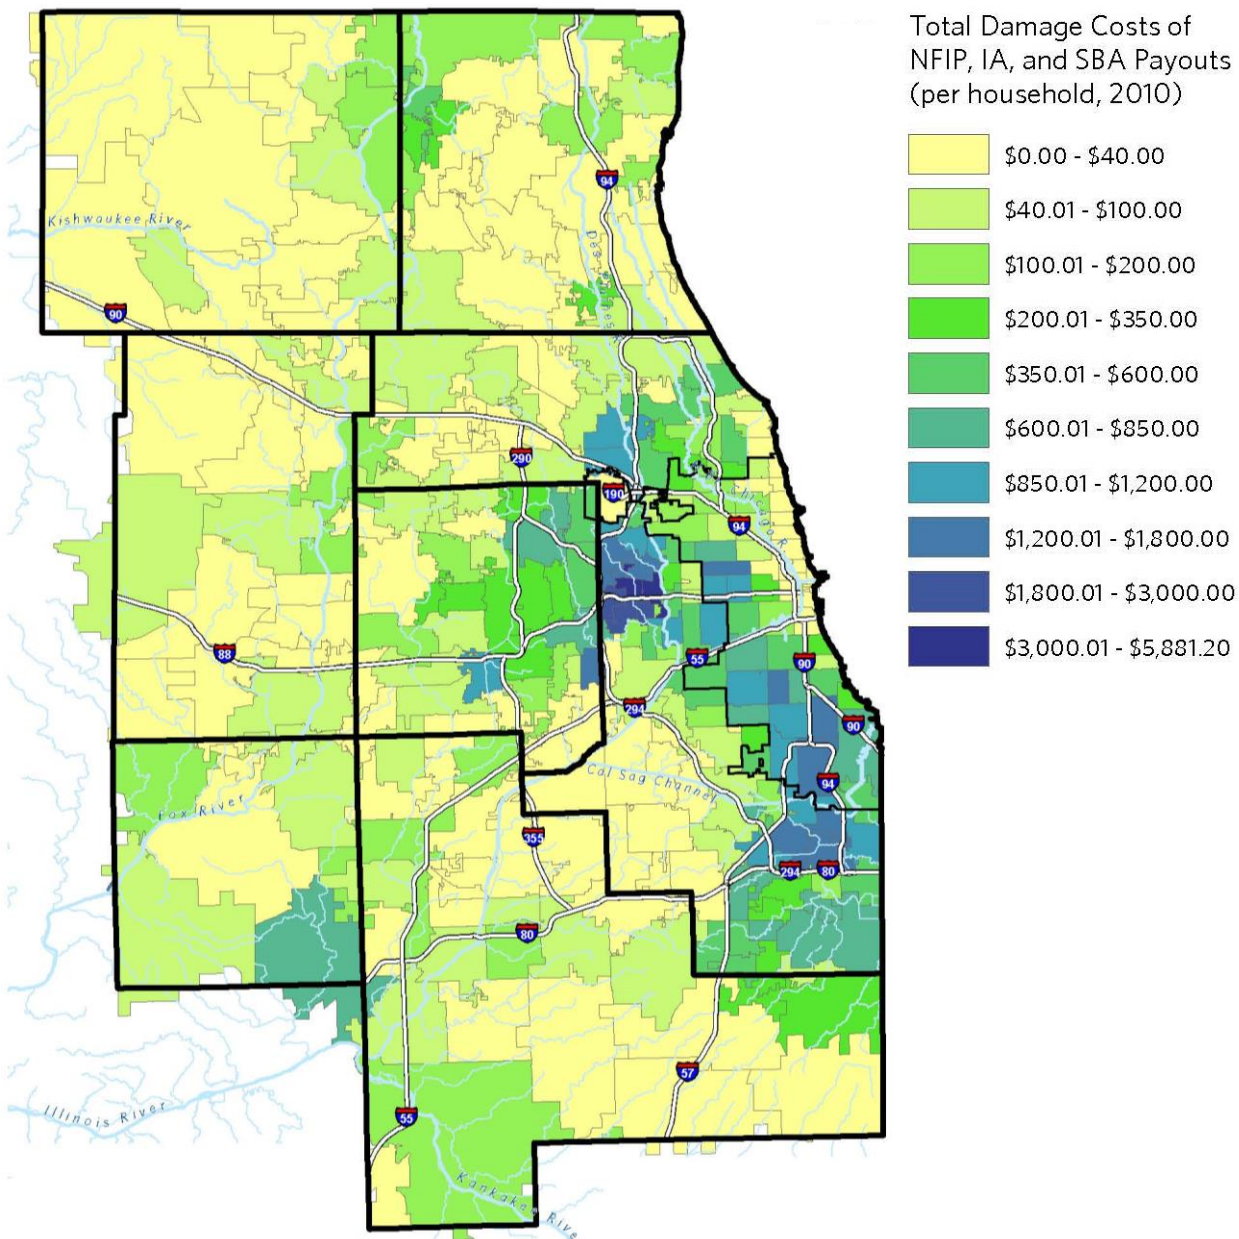 Total Damage Costs of
NFIP, IA, and SBA Payouts
(per household, 2010)
$0.00 - $40.00
$40.01 - $100.00
$100.01 - $200.00
$200.01 - $350.00
$350.01 - $600.00
$600.01 - $850.00
$850.01 - $1,200.00
$1,200.01 - $1,800.00
$1,800.01 - $3,000.00
$3,000.01 - $5,881.20
94
Kishwaukee River
90
290
190
94
88
55
90
294
90
Cal Sag Channel
94
Fox River
355
294
80
80
57
Illinois River
55